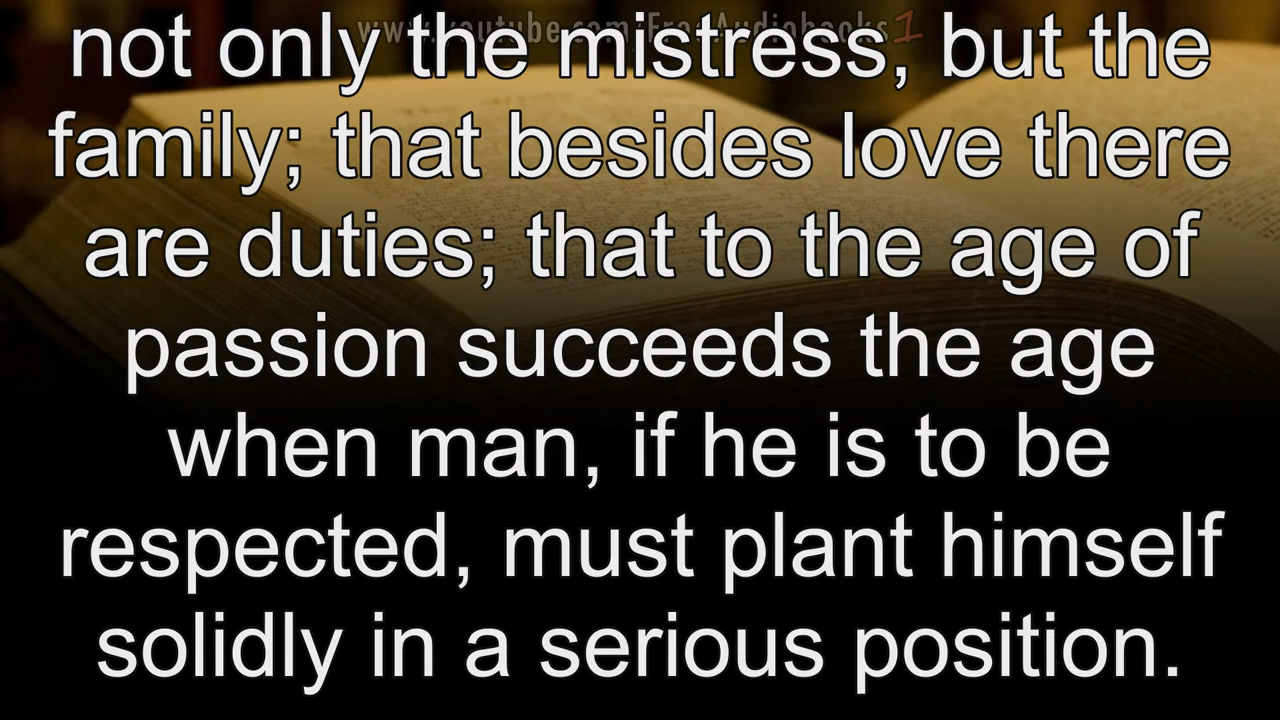 www.youtube.com/FreeAudiobooks1
not only the mistress, but the
family; that besides love there
are duties; that to the age of
passion succeeds the age
when man, if he is to be
respected, must plant himself
solidly in a serious position.